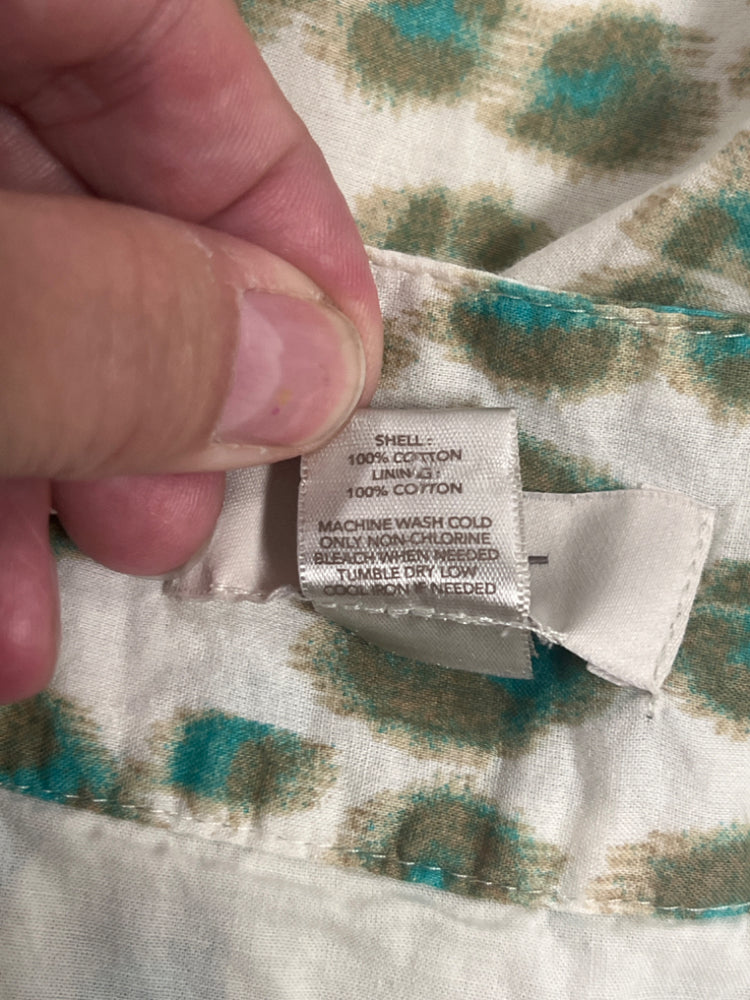 SHELL :
100% COTTON
LINING :
100% COTTON
MACHINE WASH COLD
ONLY NON-CHLORINE
BLEACH WHEN NEEDED
TUMBLE DRY LOW
COOL IRON IF NEEDED